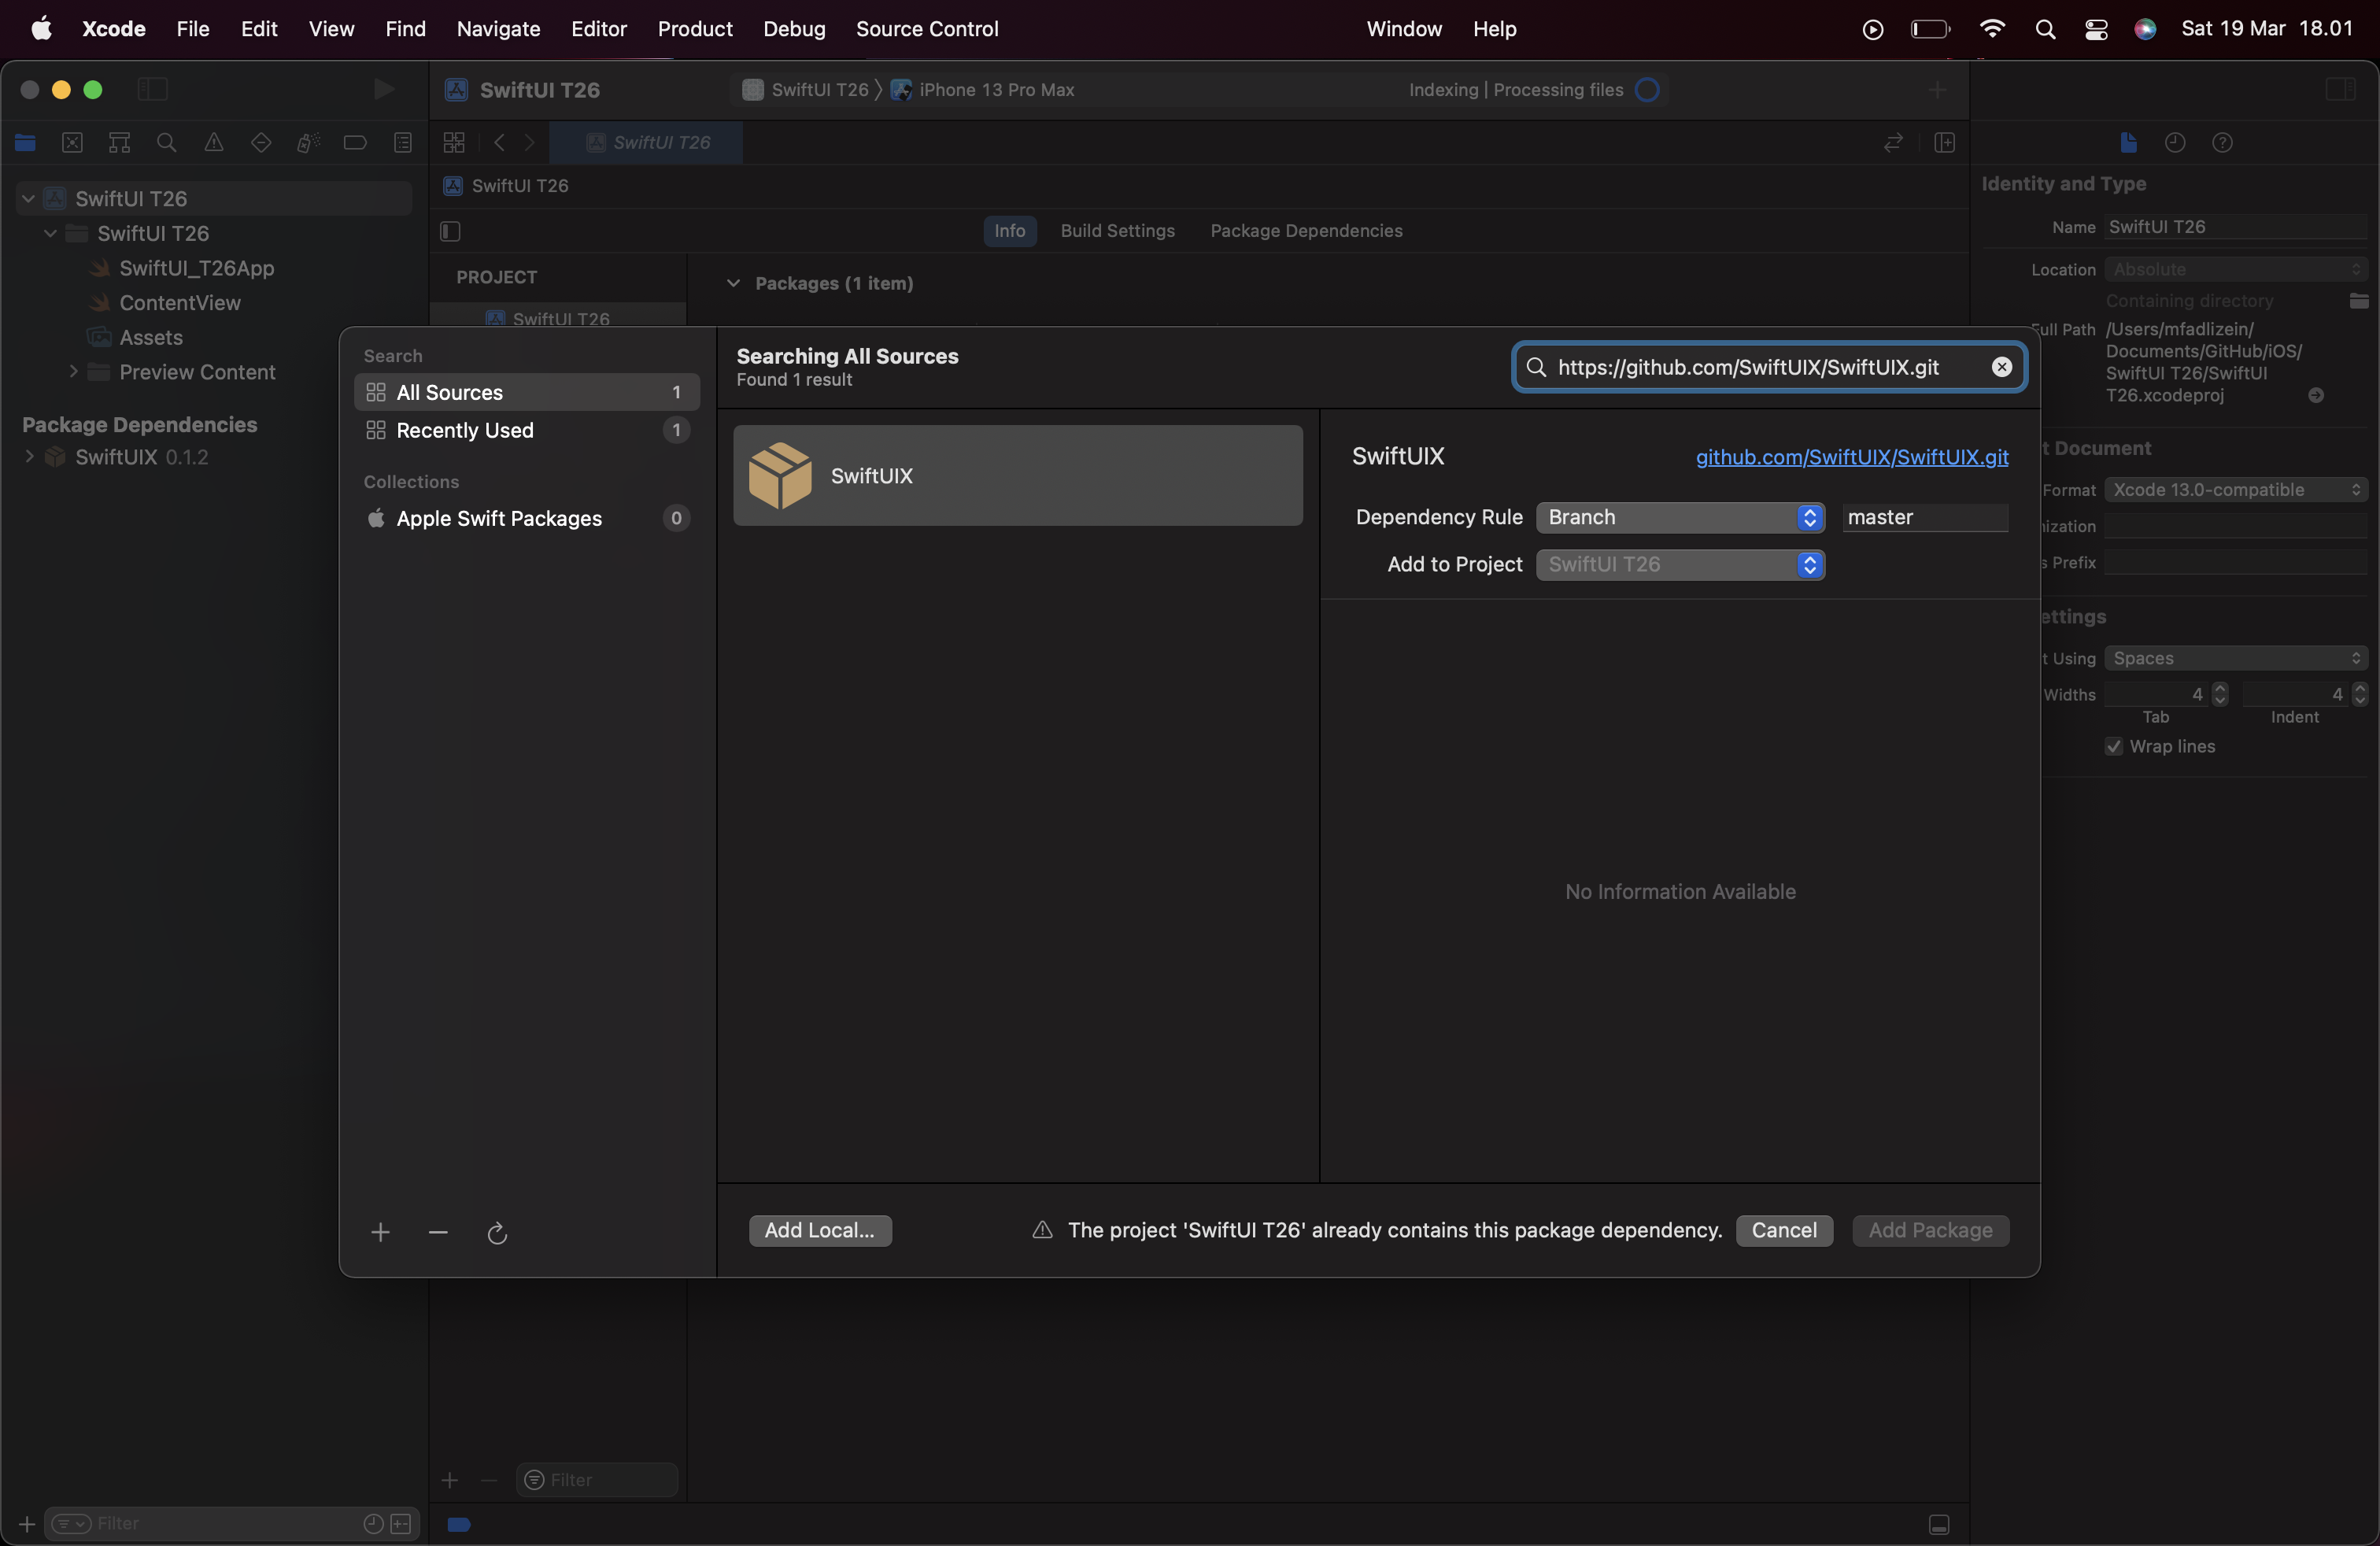 Xcode File Edit View Find Navigate Editor Product Debug Source Control Window Help Sat 19 Mar 18.01
SwiftUI T26
SwiftUI T26 iPhone 13 Pro Max
Indexing | Processing files
SwiftUI T26
SwiftUI T26
SwiftUI T26
SwiftUI T26
SwiftUI_T26App
ContentView
Assets
Preview Content
Package Dependencies
SwiftUIX 0.1.2
Filter
Info Build Settings Package Dependencies
PROJECT
SwiftUI T26
Packages (1 item)
Filter
Search
All Sources 1
Recently Used 1
Collections
Apple Swift Packages 0
Searching All Sources
Found 1 result
https://github.com/SwiftUIX/SwiftUIX.git
SwiftUIX
SwiftUIX github.com/SwiftUIX/SwiftUIX.git
Dependency Rule Branch master
Add to Project SwiftUI T26
No Information Available
Add Local...
The project 'SwiftUI T26' already contains this package dependency.
Cancel
Add Package
Identity and Type
Name SwiftUI T26
Location Absolute
Containing directory
Full Path /Users/mfadlizein/
Documents/GitHub/iOS/
SwiftUI T26/SwiftUI
T26.xcodeproj
t Document
Format Xcode 13.0-compatible
ization
s Prefix
ettings
t Using Spaces
Widths 4 4
Tab Indent
Wrap lines